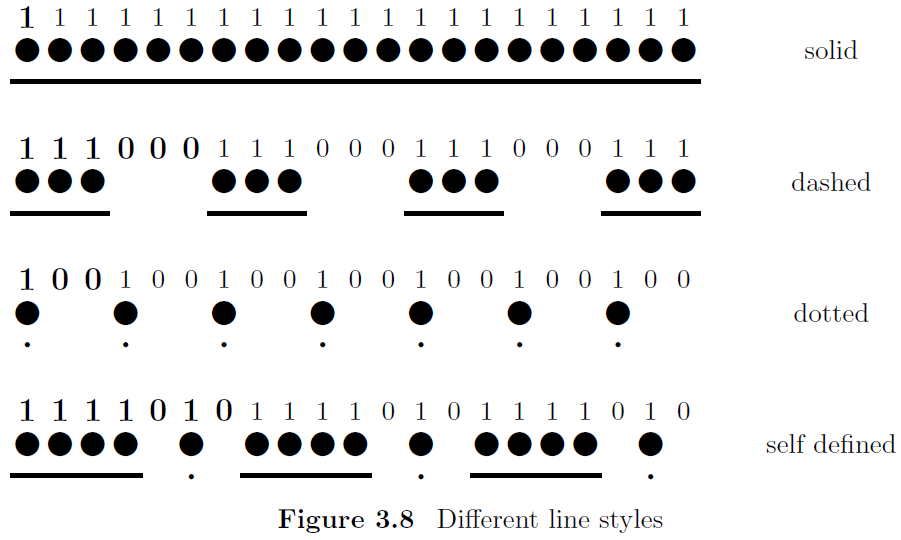 1 1 1 1 1 1 1 1 1 1 1 1 1 1 1 1 1 1 1 1 1
solid
1 1 1 0 0 0 1 1 1 0 0 0 1 1 1 0 0 0 1 1 1
dashed
1 0 0 1 0 0 1 0 0 1 0 0 1 0 0 1 0 0 1 0 0
dotted
1 1 1 1 0 1 0 1 1 1 1 0 1 0 1 1 1 1 0 1 0
self defined
Figure 3.8 Different line styles